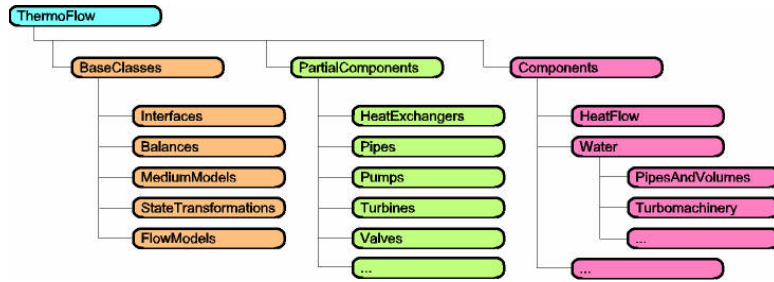 ThermoFlow
BaseClasses
PartialComponents
Components
Interfaces
HeatExchangers
HeatFlow
Balances
Pipes
Water
MediumModels
Pumps
PipesAndVolumes
StateTransformations
Turbines
Turbomachinery
FlowModels
Valves
...
...
...